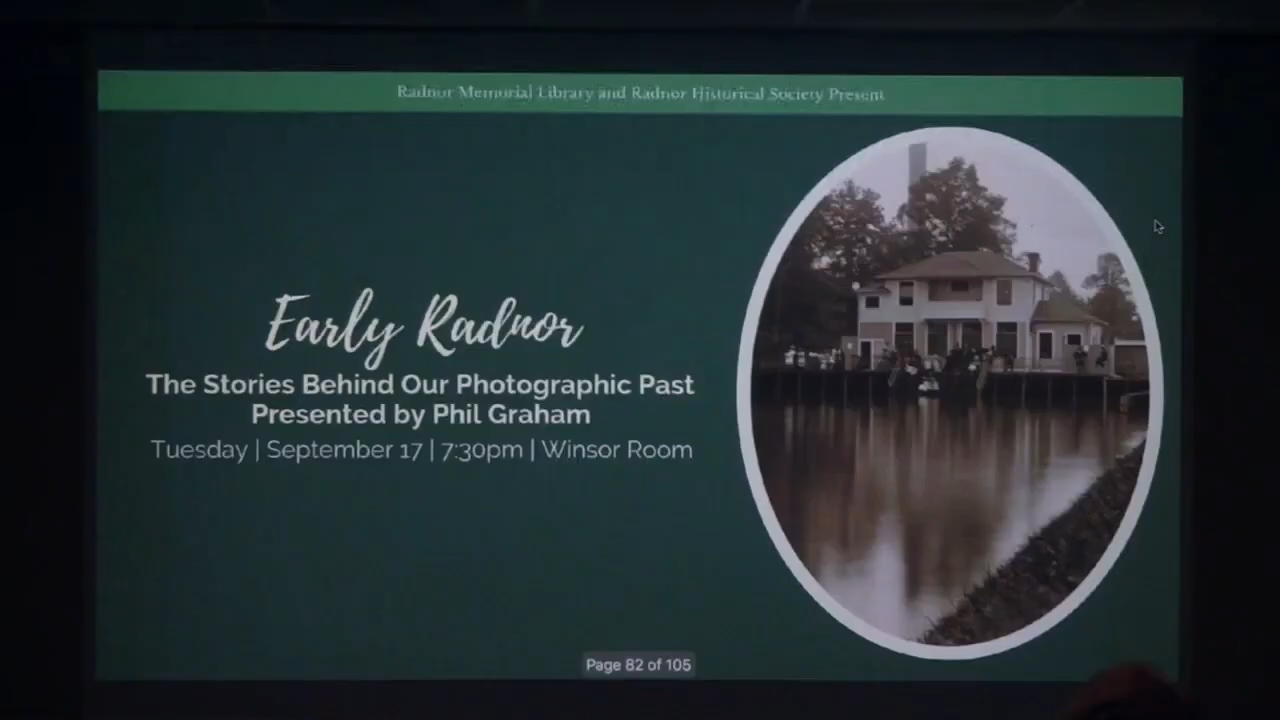 Radnor Memorial Library and Radnor Historical Society Present
Early Radnor
The Stories Behind Our Photographic Past
Presented by Phil Graham
Tuesday | September 17 | 7:30pm | Winsor Room
Page 82 of 105